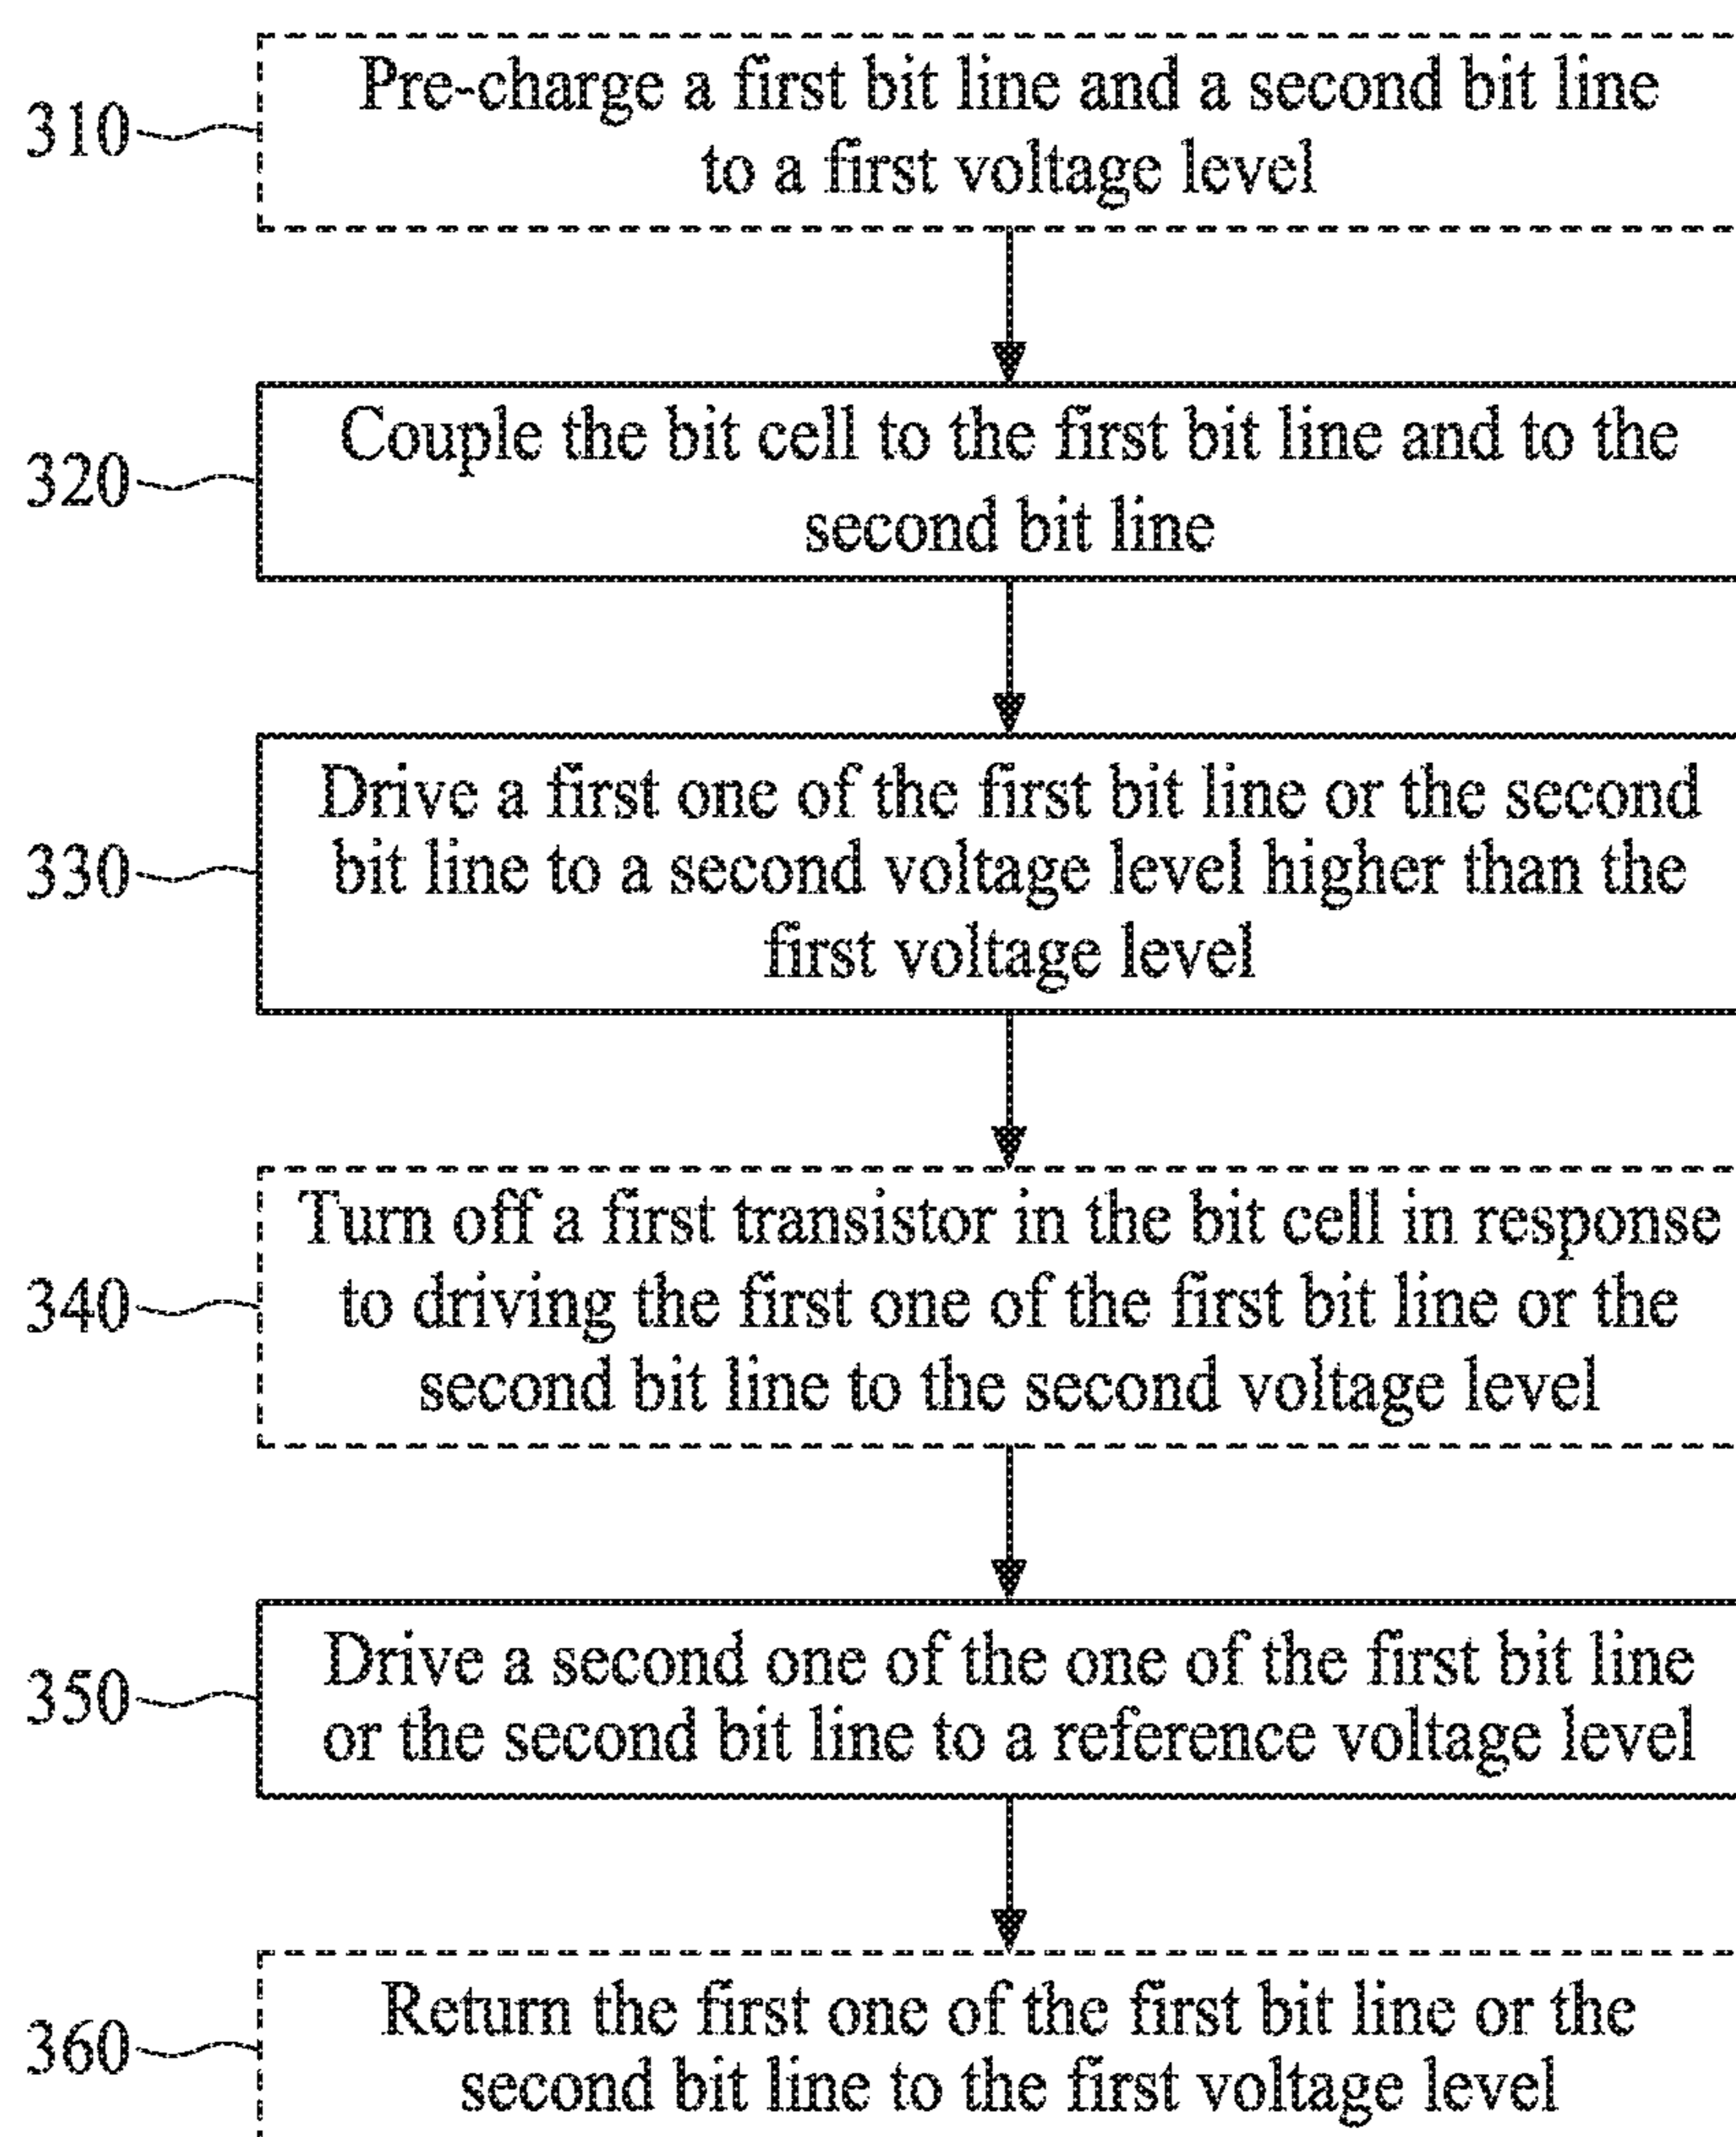 310
Pre-charge a first bit line and a second bit line
to a first voltage level
320
Couple the bit cell to the first bit line and to the
second bit line
330
Drive a first one of the first bit line or the second
bit line to a second voltage level higher than the
first voltage level
340
Turn off a first transistor in the bit cell in response
to driving the first one of the first bit line or the
second bit line to the second voltage level
350
Drive a second one of the one of the first bit line
or the second bit line to a reference voltage level
360
Return the first one of the first bit line or the
second bit line to the first voltage level